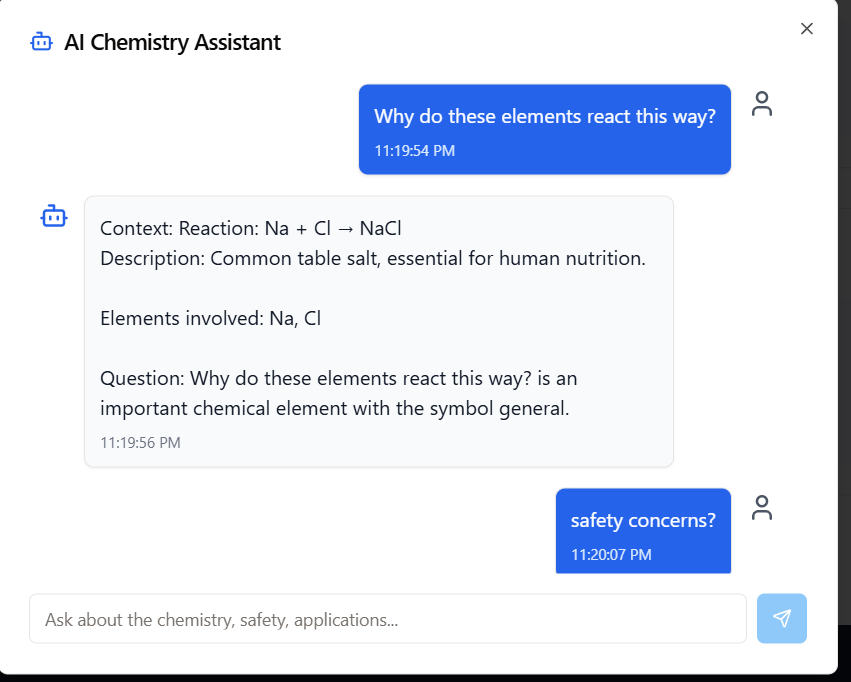 AI Chemistry Assistant
Why do these elements react this way?
11:19:54 PM
Context: Reaction: Na + Cl → NaCl
Description: Common table salt, essential for human nutrition.
Elements involved: Na, Cl
Question: Why do these elements react this way? is an
important chemical element with the symbol general.
11:19:56 PM
safety concerns?
11:20:07 PM
Ask about the chemistry, safety, applications...